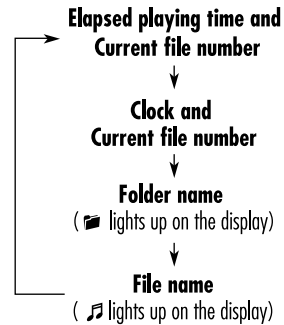 Elapsed playing time and
Current file number
Clock and
Current file number
Folder name
( lights up on the display)
File name
( lights up on the display)